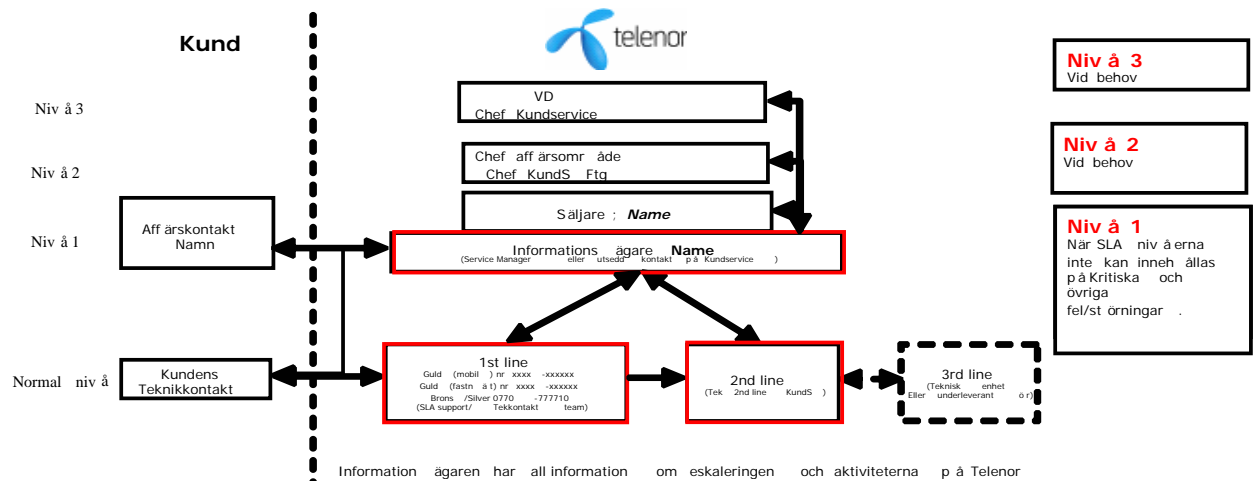 Kund
telenor
Nivå 3
Vid behov
VD
Chef Kundservice
Nivå 3
Chef affärsområde
Chef KundS Ftg
Nivå 2
Vid behov
Nivå 2
Säljare ; Name
Affärskontakt
Namn
Nivå 1
Informationsägare Name
(Service Manager eller utsedd kontakt på Kundservice )
Nivå 1
När SLA nivåerna
inte kan innehållas
på Kritiska och
övriga
fel/störningar .
Normal nivå
Kundens
Teknikkontakt
1st line
Guld (mobil ) nr xxxx -xxxxxx
Guld (fastnät) nr xxxx -xxxxxx
Brons /Silver 0770 -777710
(SLA support/ Tekkontakt team)
2nd line
(Tek 2nd line KundS )
3rd line
(Teknisk enhet
Eller underleverantör)
Information ägaren har all information om eskaleringen och aktiviteterna på Telenor